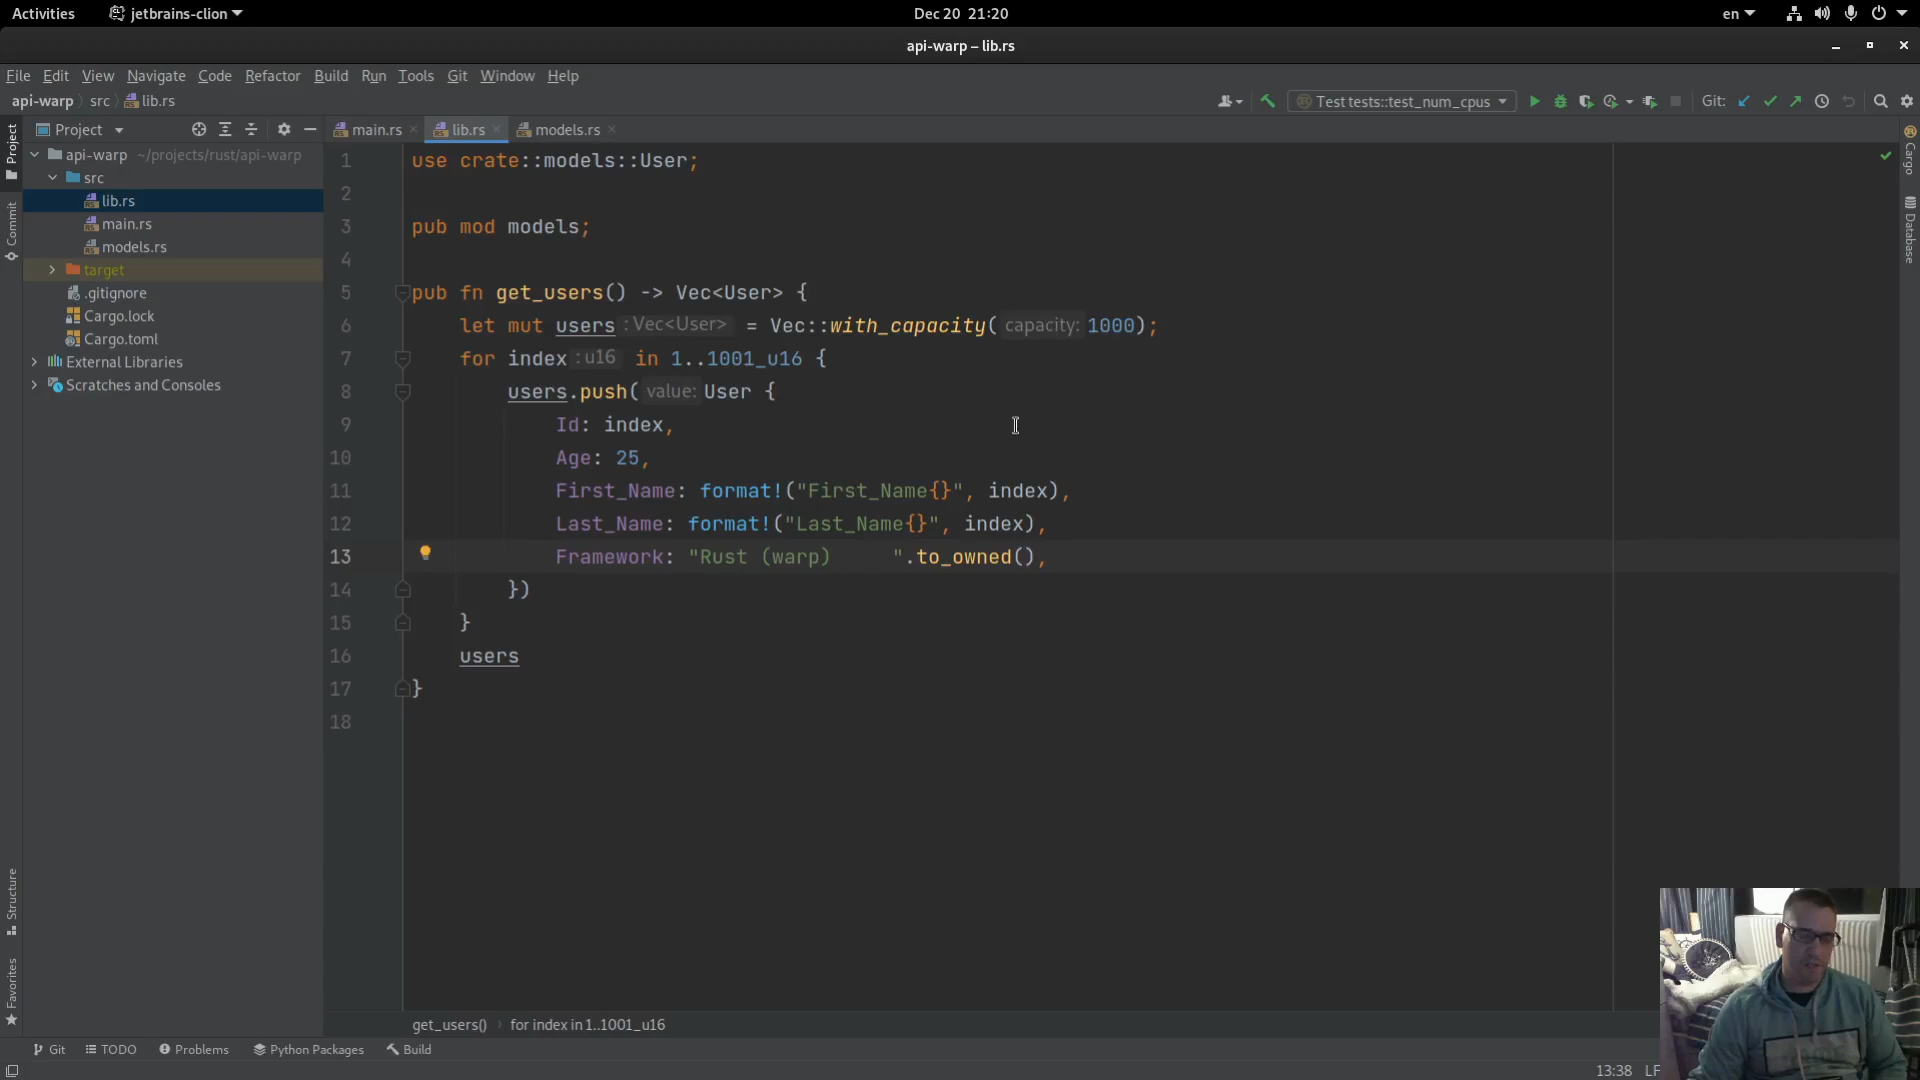 Activities
jetbrains-clion
Dec 20 21:20
en
api-warp – lib.rs
File Edit View Navigate Code Refactor Build Run Tools Git Window Help
api-warp src lib.rs
Test tests::test_num_cpus
Git:
Project
main.rs
lib.rs
models.rs
api-warp ~/projects/rust/api-warp
src
lib.rs
main.rs
models.rs
target
.gitignore
Cargo.lock
Cargo.toml
External Libraries
Scratches and Consoles
Project
Commit
Structure
Favorites
1 use crate::models::User;
2
3 pub mod models;
4
5 pub fn get_users() -> Vec<User> {
6 let mut users : Vec<User> = Vec::with_capacity( capacity: 1000);
7 for index : u16 in 1..1001_u16 {
8 users.push( value: User {
9 Id: index,
10 Age: 25,
11 First_Name: format!("First_Name{}", index),
12 Last_Name: format!("Last_Name{}", index),
13 Framework: "Rust (warp)     ".to_owned(),
14 })
15 }
16 users
17 }
18
Cargo
Database
get_users() for index in 1..1001_u16
Git TODO Problems Python Packages Build
13:38 LF